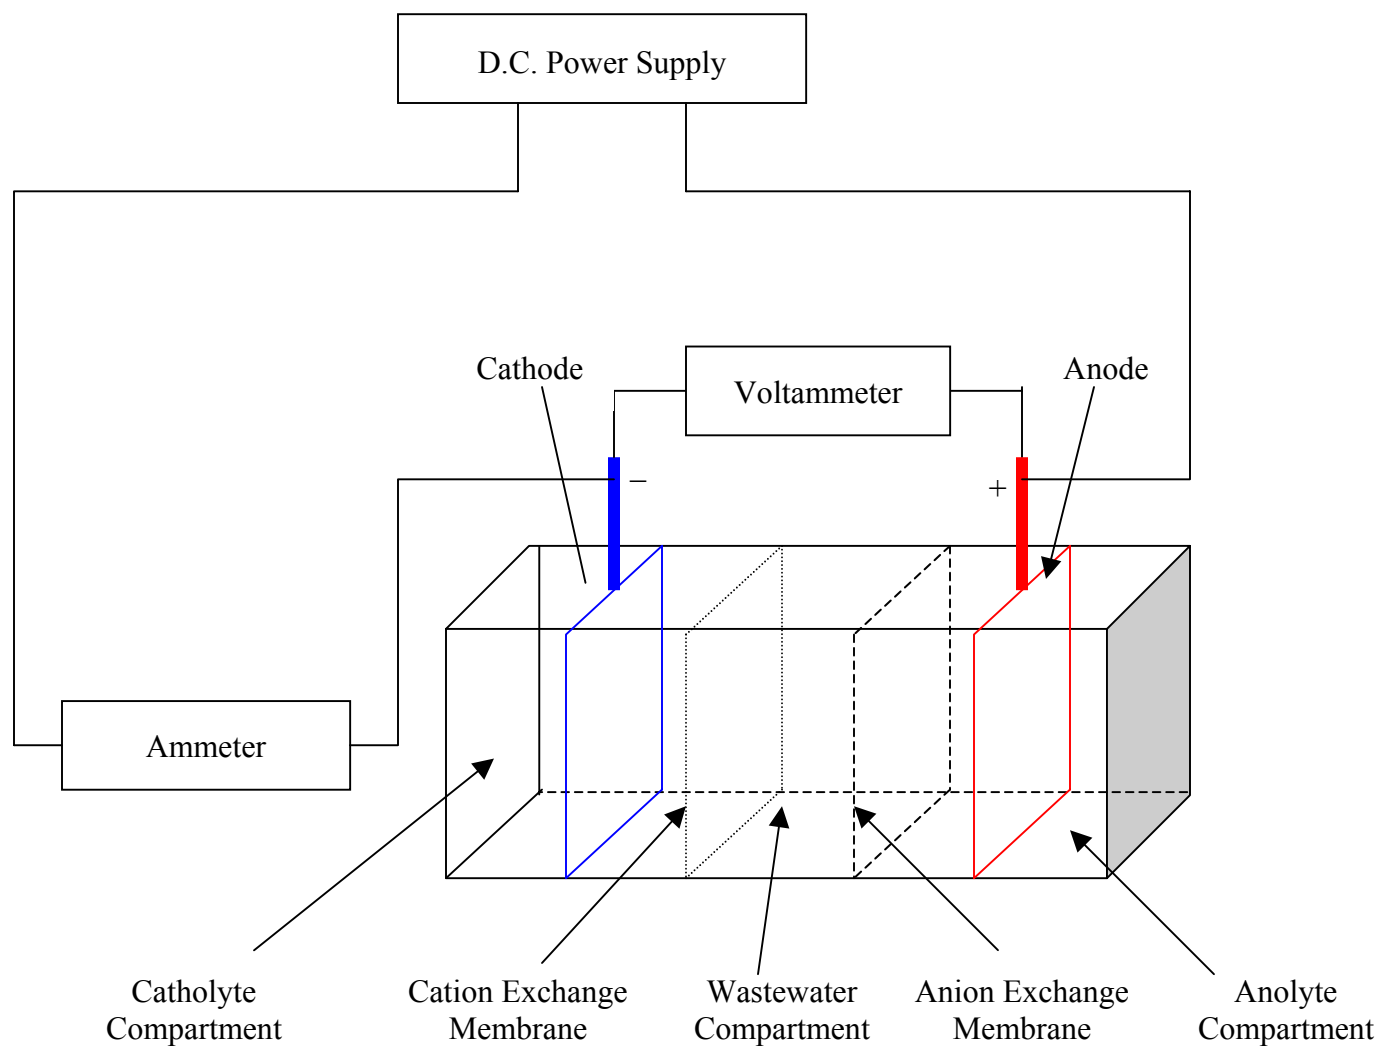 D.C. Power Supply
Cathode
Voltammeter
Anode
−
+
Ammeter
Catholyte
Compartment
Cation Exchange
Membrane
Wastewater
Compartment
Anion Exchange
Membrane
Anolyte
Compartment